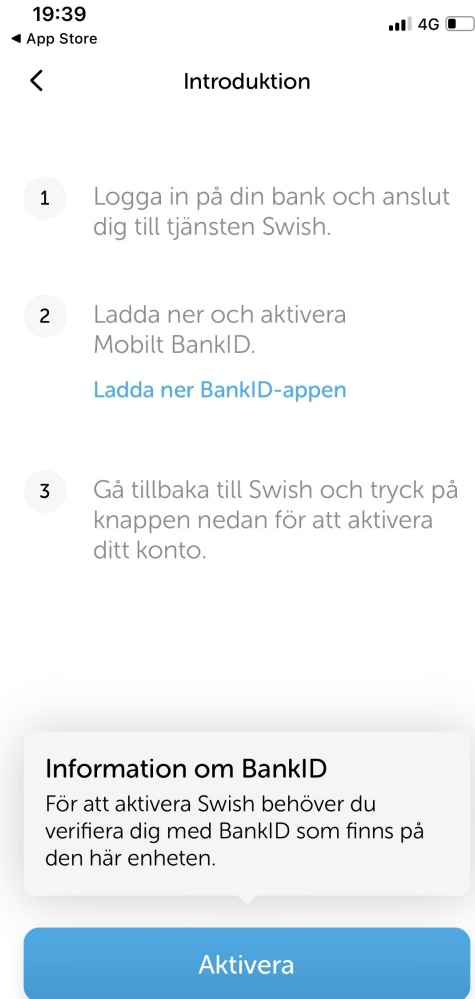 19:39
4G
◀ App Store
Introduktion
1
Logga in på din bank och anslut
dig till tjänsten Swish.
2
Ladda ner och aktivera
Mobilt BankID.
Ladda ner BankID-appen
3
Gå tillbaka till Swish och tryck på
knappen nedan för att aktivera
ditt konto.
Information om BankID
För att aktivera Swish behöver du
verifiera dig med BankID som finns på
den här enheten.
Aktivera